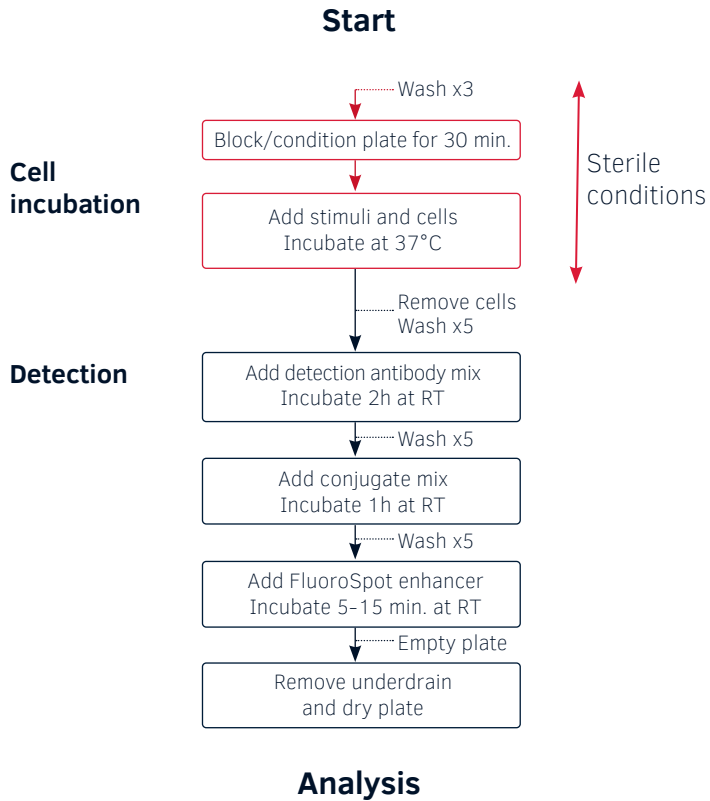 Start
Wash x3
Block/condition plate for 30 min.
Sterile
conditions
Cell
incubation
Add stimuli and cells
Incubate at 37°C
Remove cells
Wash x5
Detection
Add detection antibody mix
Incubate 2h at RT
Wash x5
Add conjugate mix
Incubate 1h at RT
Wash x5
Add FluoroSpot enhancer
Incubate 5-15 min. at RT
Empty plate
Remove underdrain
and dry plate
Analysis